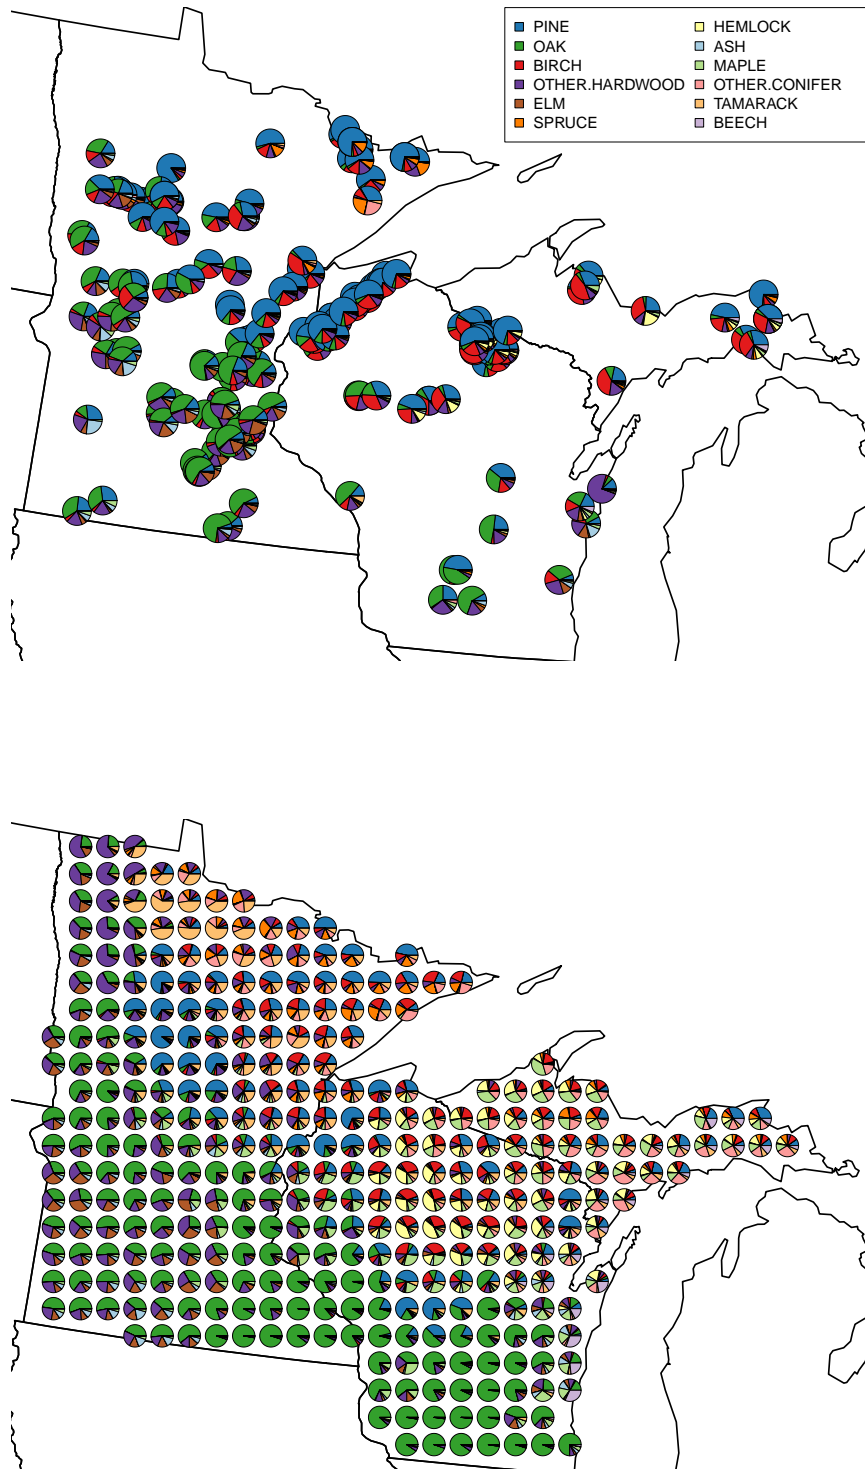 PINE
OAK
BIRCH
OTHER.HARDWOOD
ELM
SPRUCE
HEMLOCK
ASH
MAPLE
OTHER.CONIFER
TAMARACK
BEECH